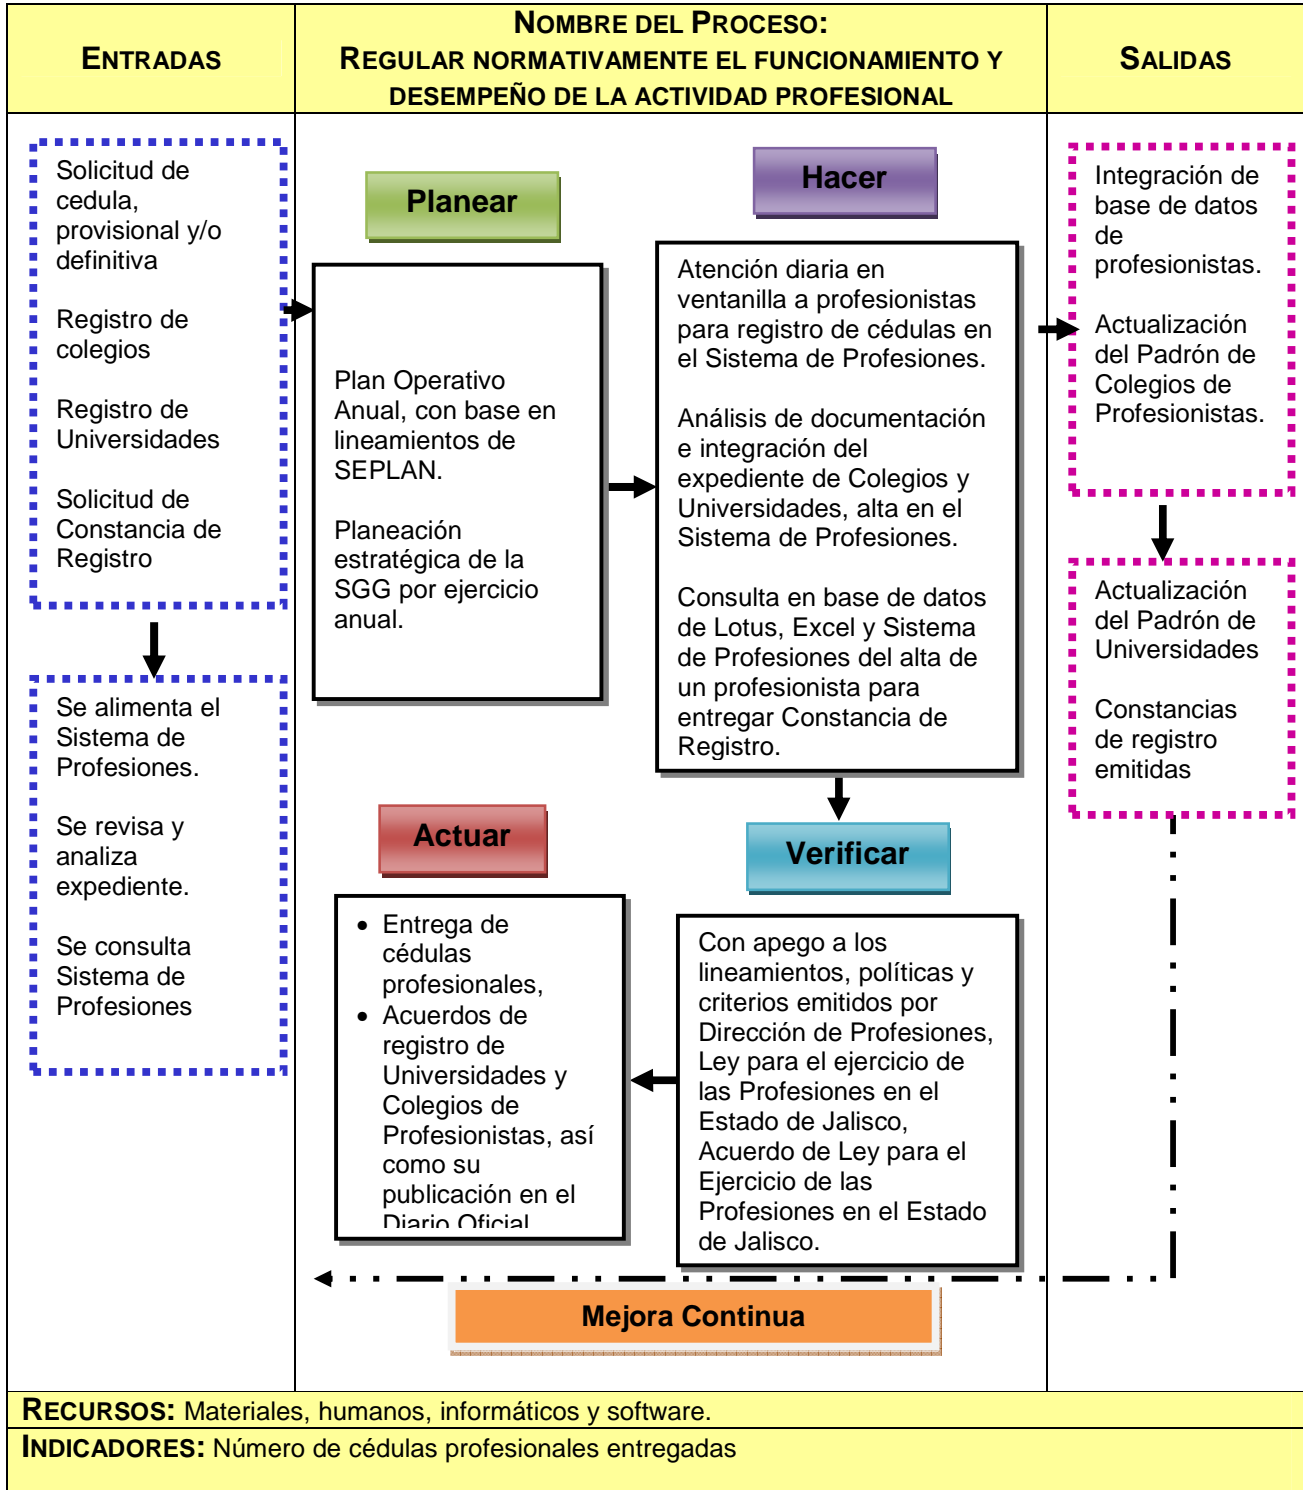 ENTRADAS
NOMBRE DEL PROCESO:
REGULAR NORMATIVAMENTE EL FUNCIONAMIENTO Y
DESEMPEÑO DE LA ACTIVIDAD PROFESIONAL
SALIDAS
Solicitud de
cedula,
provisional y/o
definitiva
Registro de
colegios
Registro de
Universidades
Solicitud de
Constancia de
Registro
Se alimenta el
Sistema de
Profesiones.
Se revisa y
analiza
expediente.
Se consulta
Sistema de
Profesiones
Planear
Plan Operativo
Anual, con base en
lineamientos de
SEPLAN.
Planeación
estratégica de la
SGG por ejercicio
anual.
Hacer
Atención diaria en
ventanilla a profesionistas
para registro de cédulas en
el Sistema de Profesiones.
Análisis de documentación
e integración del
expediente de Colegios y
Universidades, alta en el
Sistema de Profesiones.
Consulta en base de datos
de Lotus, Excel y Sistema
de Profesiones del alta de
un profesionista para
entregar Constancia de
Registro.
Actuar
• Entrega de
cédulas
profesionales,
• Acuerdos de
registro de
Universidades y
Colegios de
Profesionistas, así
como su
publicación en el
Diario Oficial
Verificar
Con apego a los
lineamientos, políticas y
criterios emitidos por
Dirección de Profesiones,
Ley para el ejercicio de
las Profesiones en el
Estado de Jalisco,
Acuerdo de Ley para el
Ejercicio de las
Profesiones en el Estado
de Jalisco.
Integración de
base de datos
de
profesionistas.
Actualización
del Padrón de
Colegios de
Profesionistas.
Actualización
del Padrón de
Universidades
Constancias
de registro
emitidas
Mejora Continua
RECURSOS: Materiales, humanos, informáticos y software.
INDICADORES: Número de cédulas profesionales entregadas